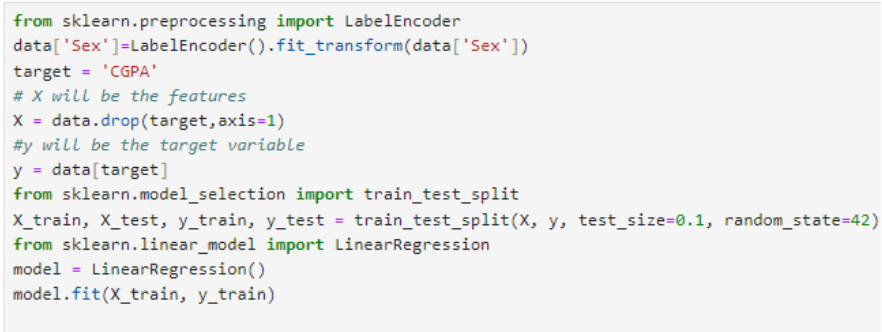 from sklearn.preprocessing import LabelEncoder
data['Sex']=LabelEncoder().fit_transform(data['Sex'])
target = 'CGPA'
# X will be the features
X = data.drop(target,axis=1)
#y will be the target variable
y = data[target]
from sklearn.model_selection import train_test_split
X_train, X_test, y_train, y_test = train_test_split(X, y, test_size=0.1, random_state=42)
from sklearn.linear_model import LinearRegression
model = LinearRegression()
model.fit(X_train, y_train)